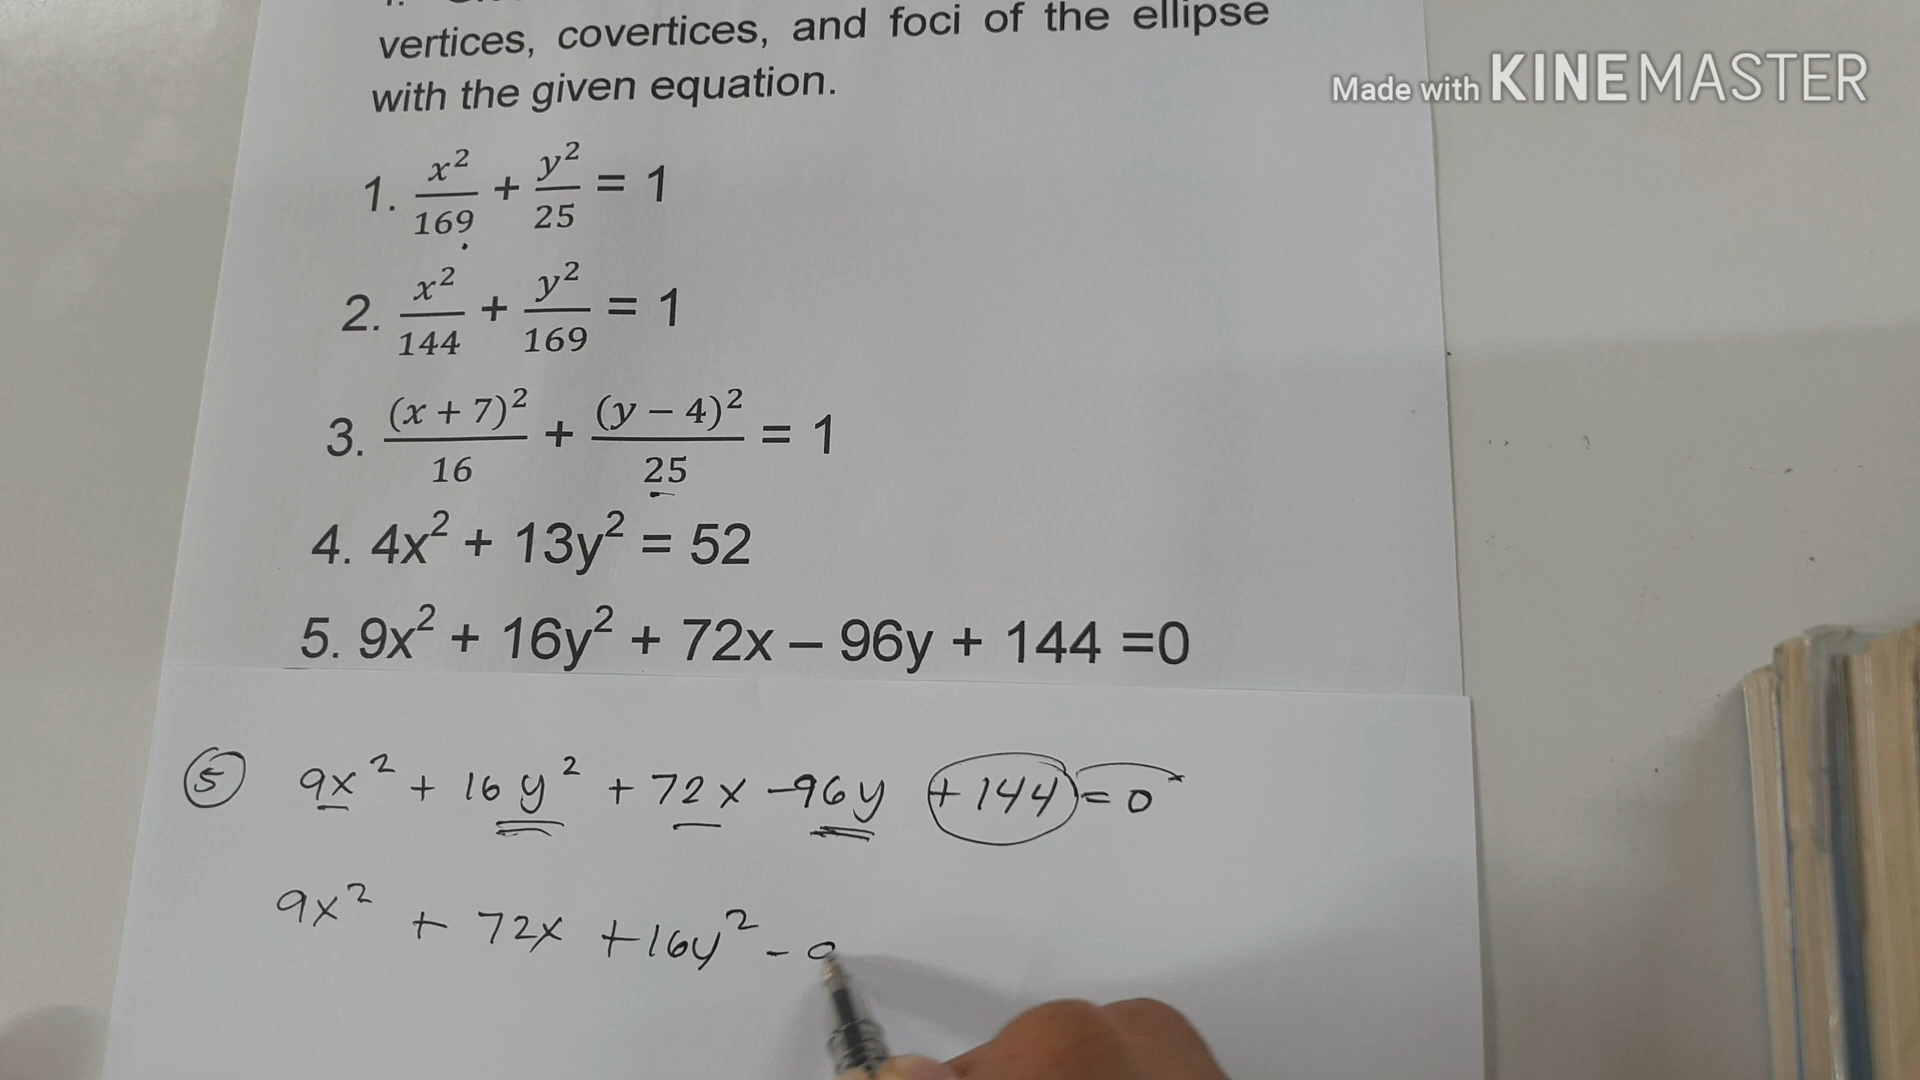 vertices, covertices, and foci of the ellipse
Made with KINEMASTER
with the given equation.
1. x²/169 + y²/25 = 1
2. x²/144 + y²/169 = 1
3. (x + 7)²/16 + (y − 4)²/25 = 1
4. 4x² + 13y² = 52
5. 9x² + 16y² + 72x – 96y + 144 =0
⑤ 9x² + 16y² + 72x -96y +144 = 0
9x² + 72x +16y² -